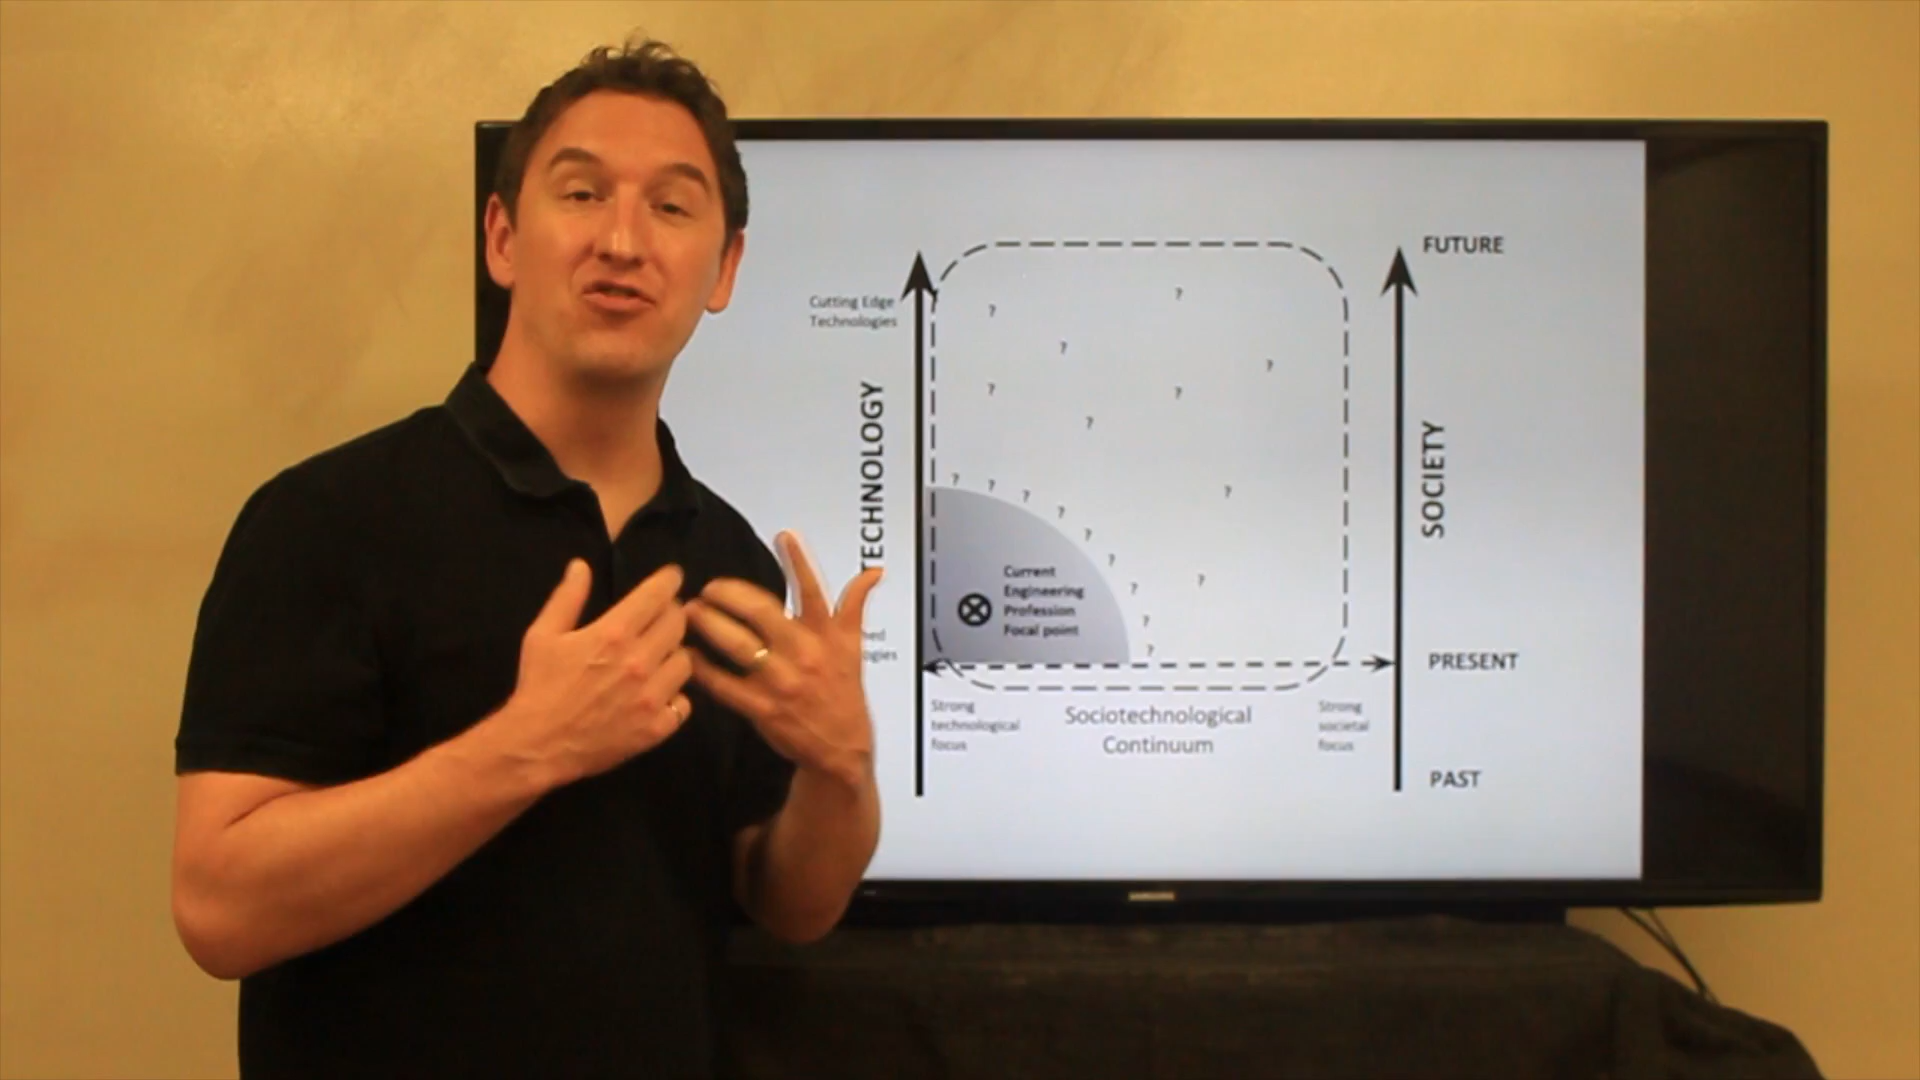 FUTURE
Cutting Edge
Technologies
?
?
?
?
?
?
?
TECHNOLOGY
SOCIETY
?
?
?
?
?
?
?
?
?
?
?
?
Current
Engineering
Profession
Focal point
PRESENT
Strong
technological
focus
Sociotechnological
Continuum
Strong
societal
focus
PAST